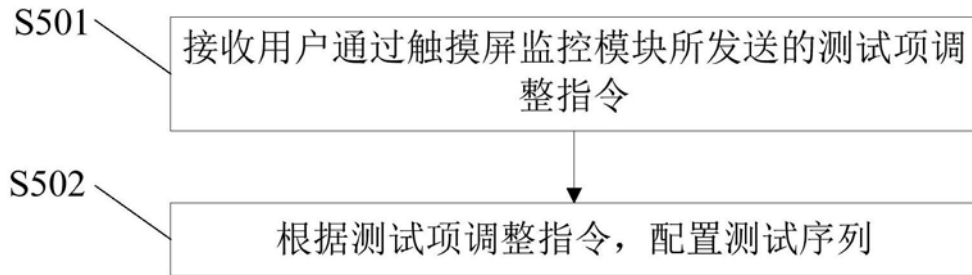 S501
接收用户通过触摸屏监控模块所发送的测试项调
整指令
S502
根据测试项调整指令，配置测试序列